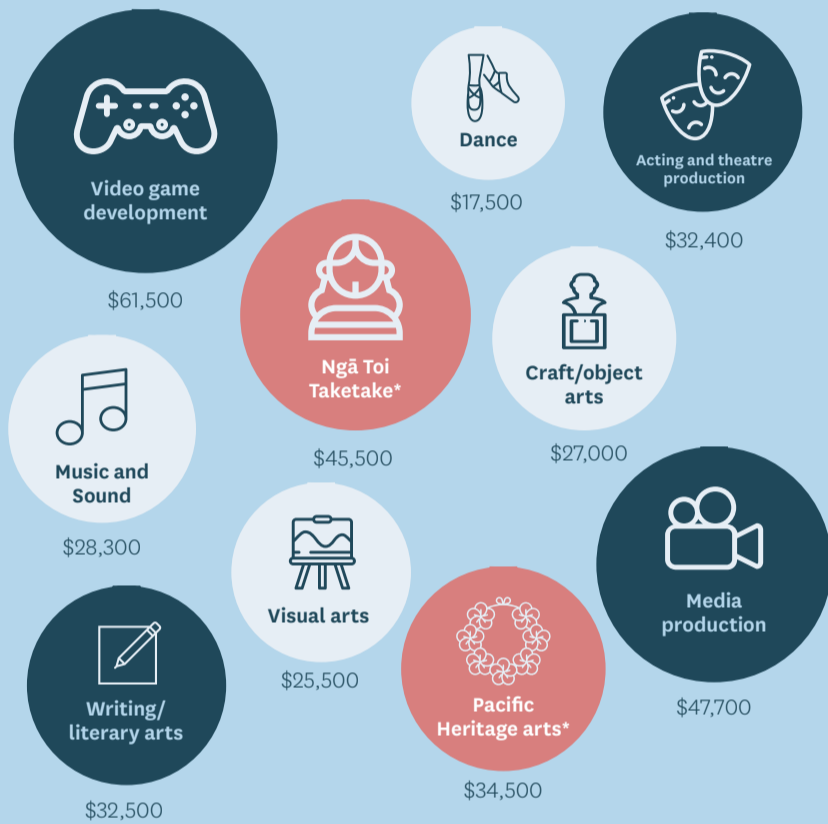 Video game
development
$61,500
Dance
$17,500
Acting and theatre
production
$32,400
Ngā Toi
Taketake*
$45,500
Craft/object
arts
$27,000
Music and
Sound
$28,300
Visual arts
$25,500
Media
production
$47,700
Writing/
literary arts
$32,500
Pacific
Heritage arts*
$34,500